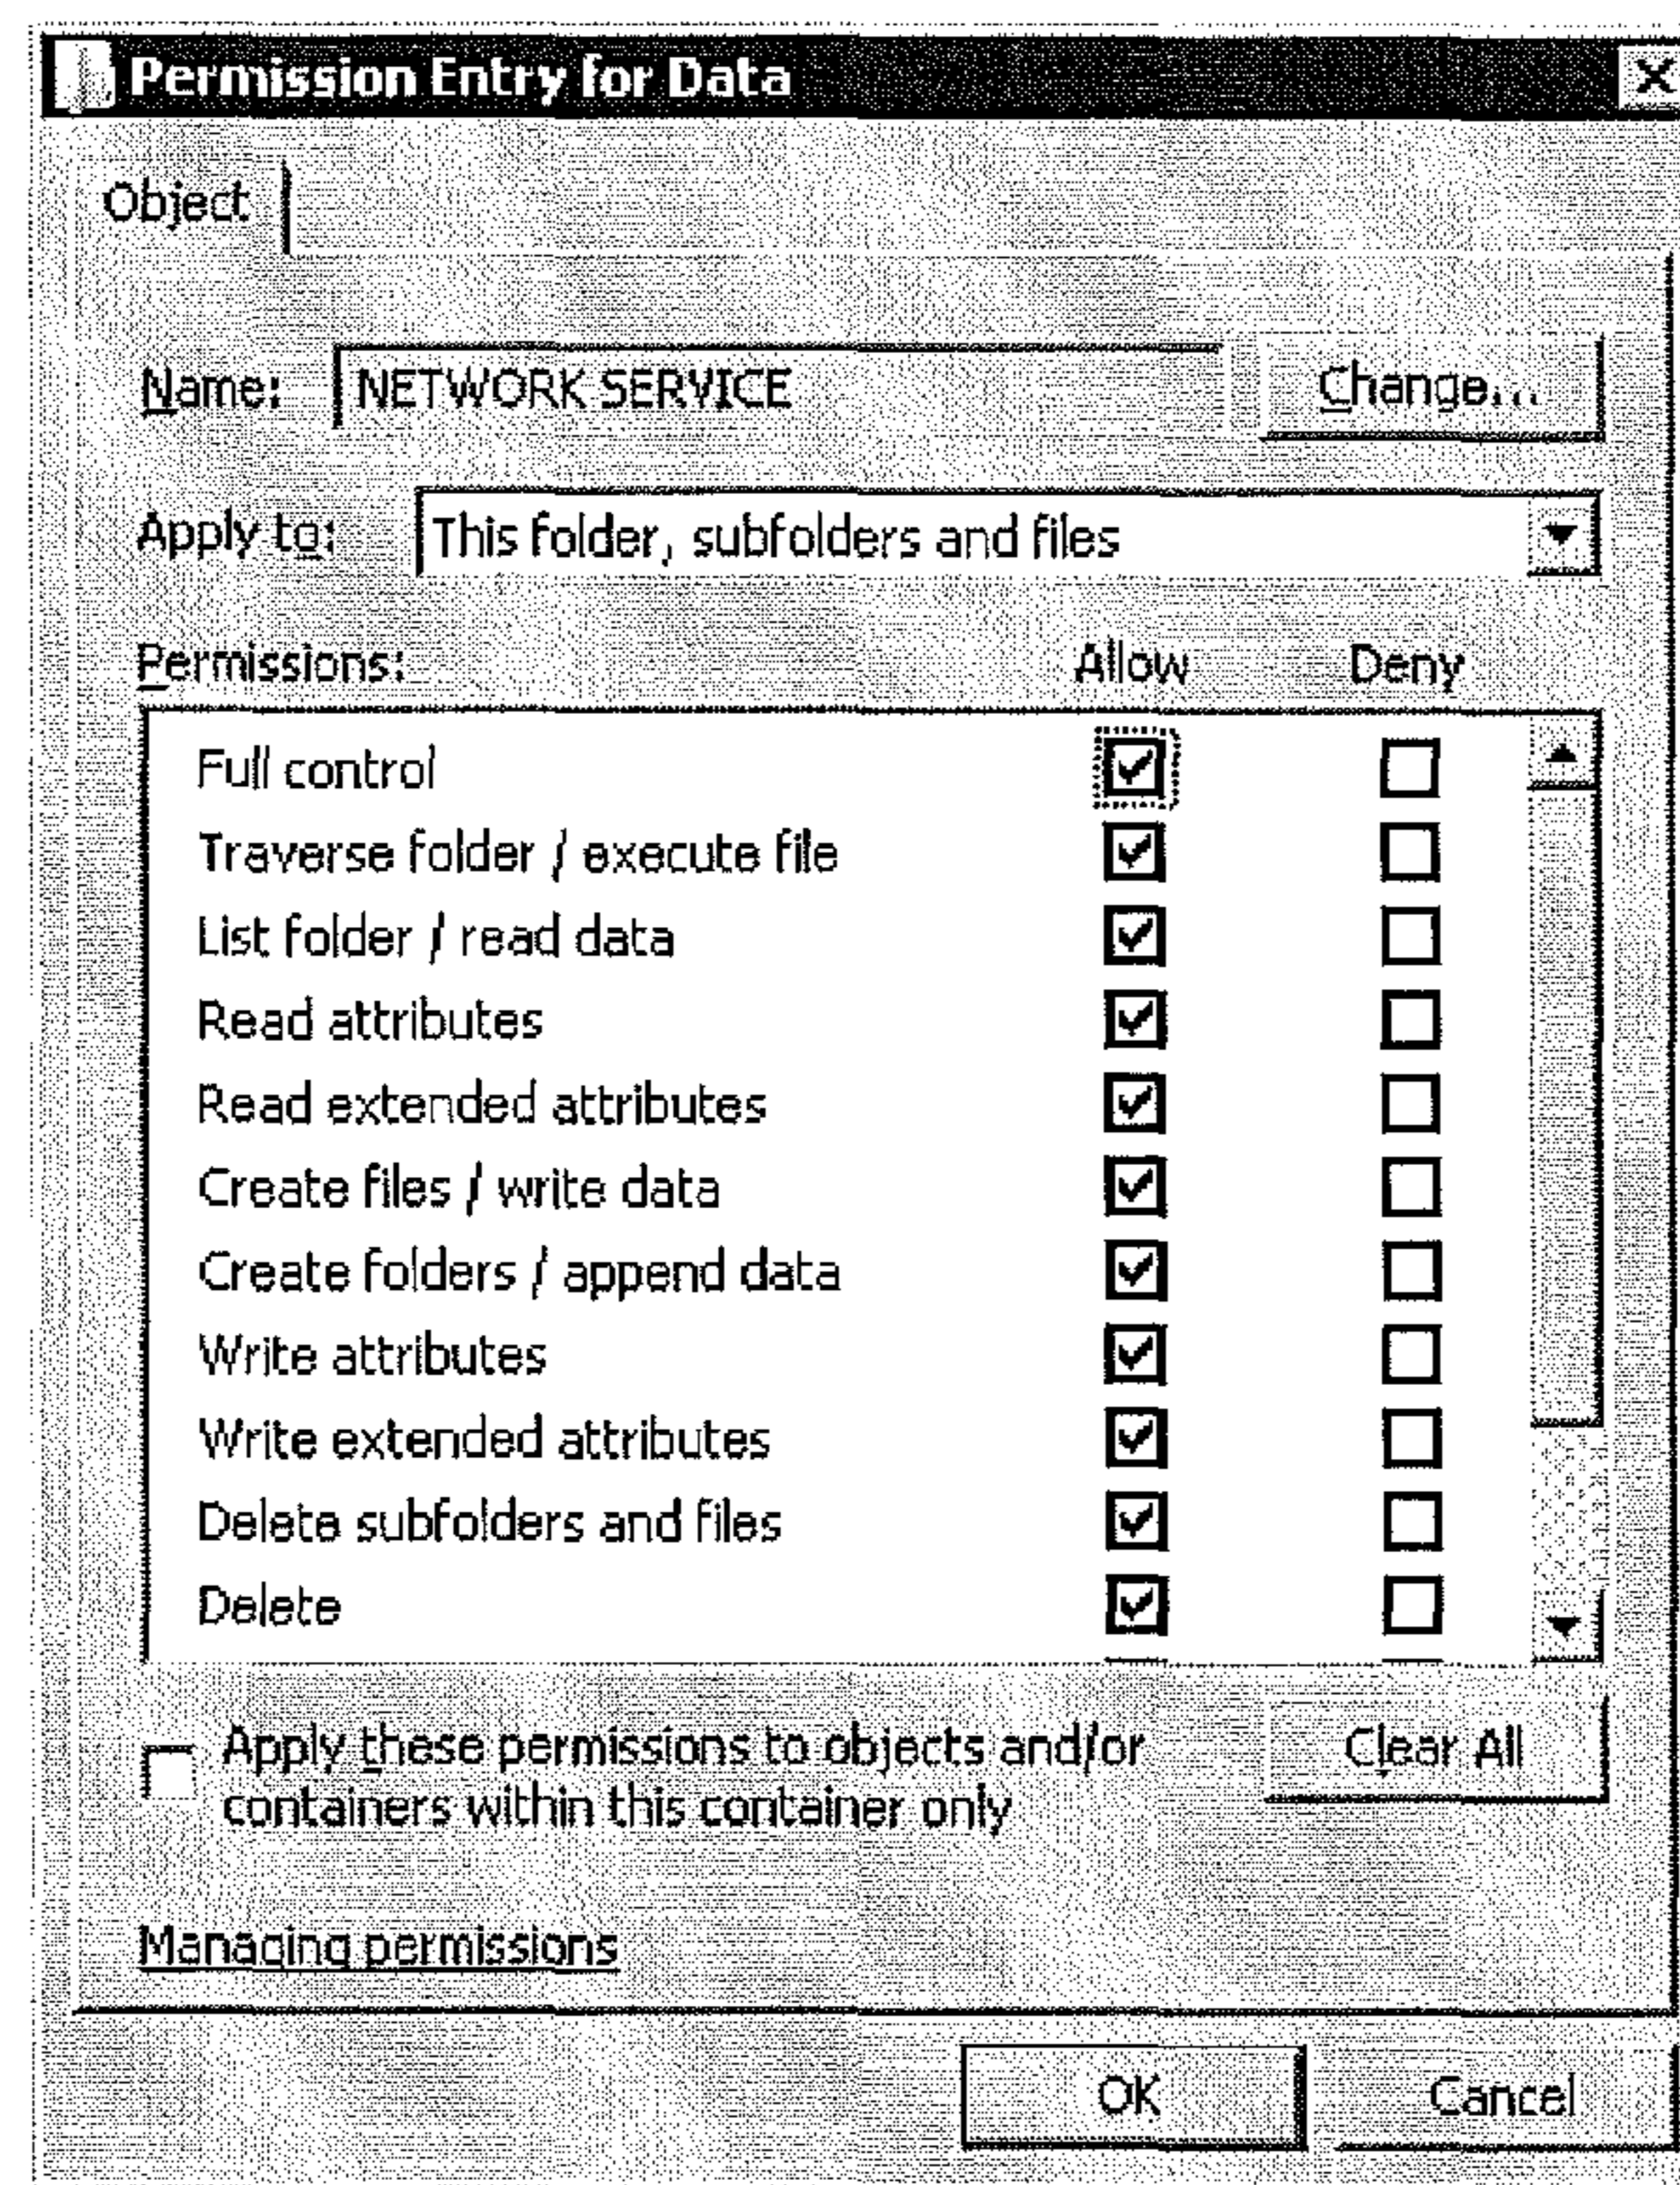 Permission Entry for Data
Object
Name: NETWORK SERVICE Change...
Apply to: This folder, subfolders and files
Permissions: Allow Deny
Full control
Traverse folder / execute file
List folder / read data
Read attributes
Read extended attributes
Create files / write data
Create folders / append data
Write attributes
Write extended attributes
Delete subfolders and files
Delete
Apply these permissions to objects and/or Clear All
containers within this container only
Managing permissions
OK Cancel